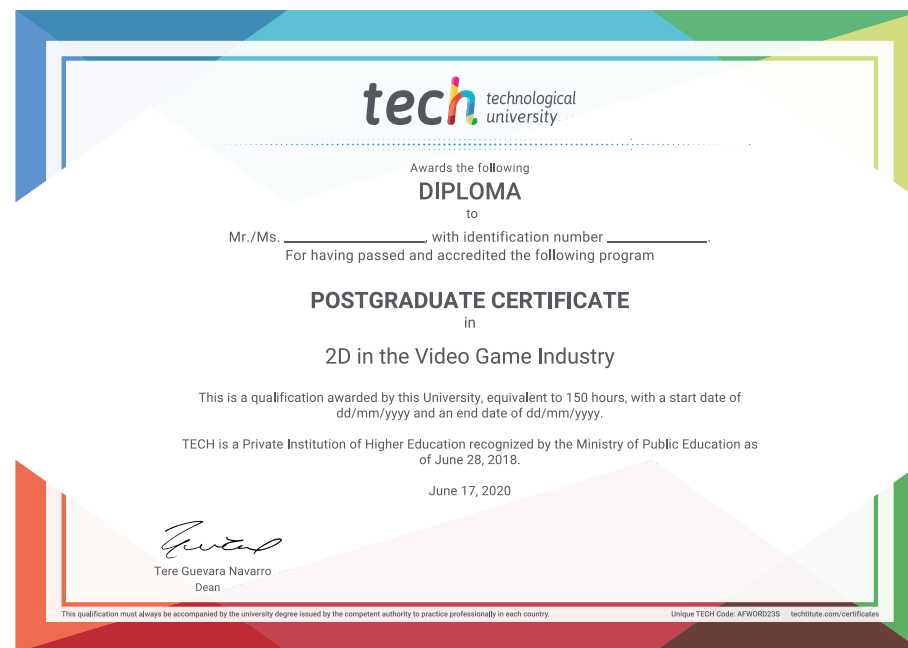 tech technological
university
Awards the following
DIPLOMA
to
Mr./Ms. ____________________, with identification number ______________.
For having passed and accredited the following program
POSTGRADUATE CERTIFICATE
in
2D in the Video Game Industry
This is a qualification awarded by this University, equivalent to 150 hours, with a start date of
dd/mm/yyyy and an end date of dd/mm/yyyy.
TECH is a Private Institution of Higher Education recognized by the Ministry of Public Education as
of June 28, 2018.
June 17, 2020
Tere Guevara Navarro
Dean
This qualification must always be accompanied by the university degree issued by the competent authority to practice professionally in each country. Unique TECH Code: AFWORD23S techtitute.com/certificates